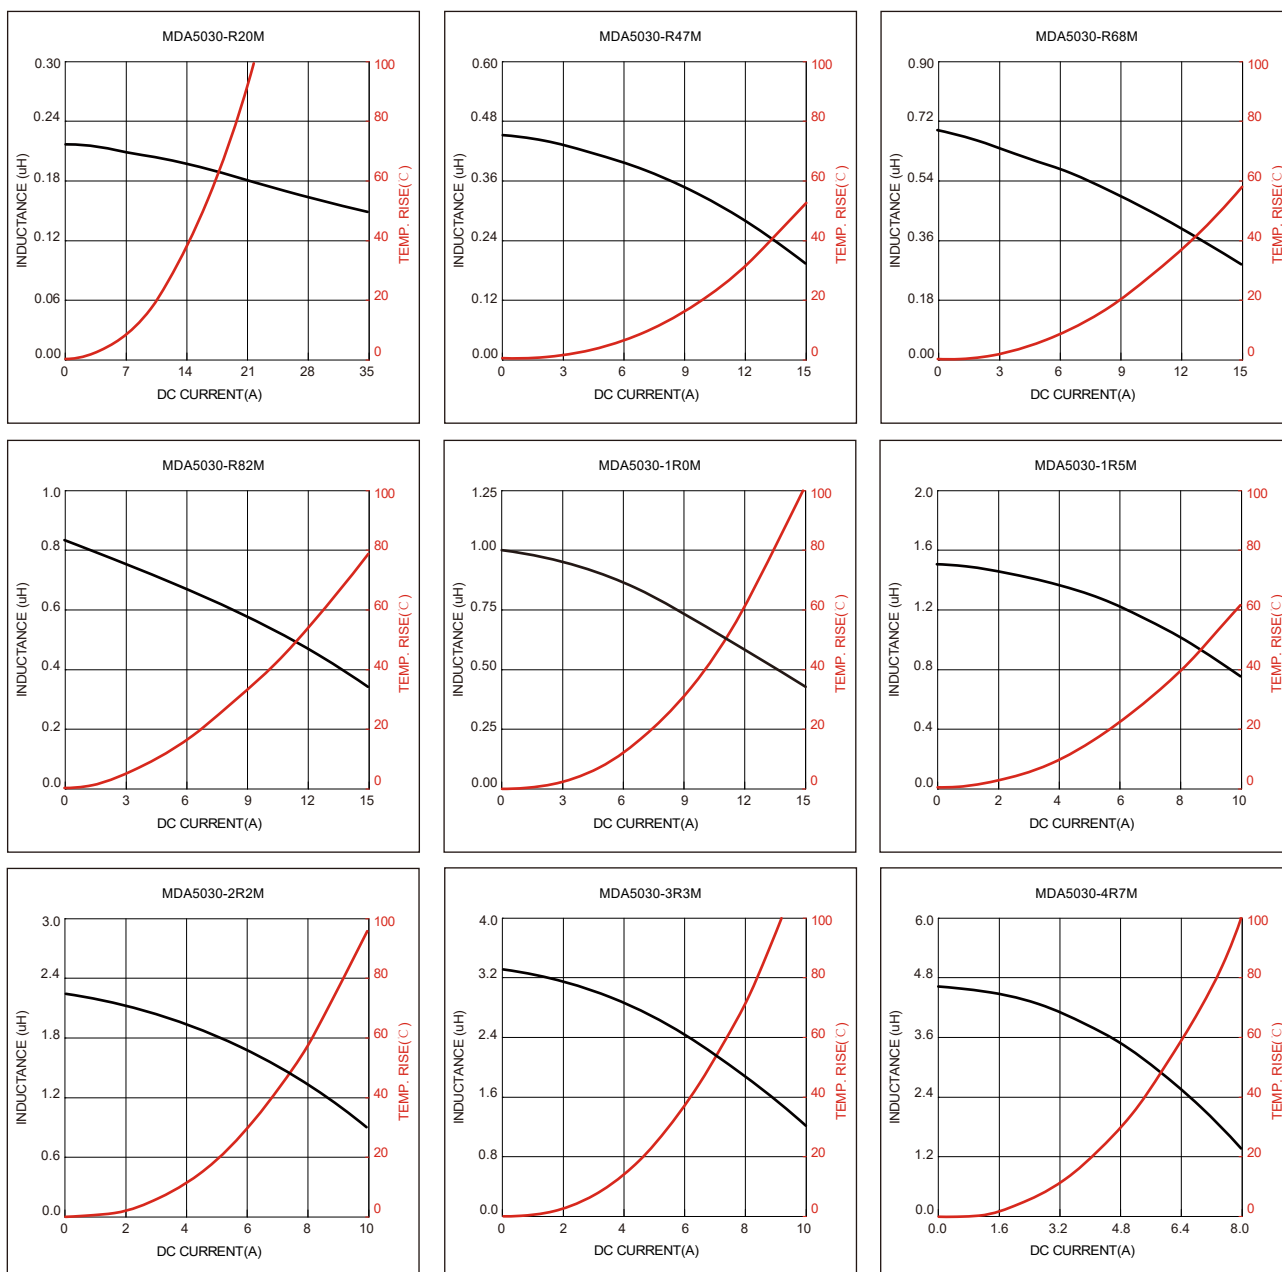 MDA5030-R20M
0.30
0.24
0.18
0.12
0.06
0.00
INDUCTANCE (uH)
100
80
60
40
20
0
TEMP. RISE(℃)
0 7 14 21 28 35
DC CURRENT(A)
MDA5030-R47M
0.60
0.48
0.36
0.24
0.12
0.00
INDUCTANCE (uH)
100
80
60
40
20
0
TEMP. RISE(℃)
0 3 6 9 12 15
DC CURRENT(A)
MDA5030-R68M
0.90
0.72
0.54
0.36
0.18
0.00
INDUCTANCE (uH)
100
80
60
40
20
0
TEMP. RISE(℃)
0 3 6 9 12 15
DC CURRENT(A)
MDA5030-R82M
1.0
0.8
0.6
0.4
0.2
0.0
INDUCTANCE (uH)
100
80
60
40
20
0
TEMP. RISE(℃)
0 3 6 9 12 15
DC CURRENT(A)
MDA5030-1R0M
1.25
1.00
0.75
0.50
0.25
0.00
INDUCTANCE (uH)
100
80
60
40
20
0
TEMP. RISE(℃)
0 3 6 9 12 15
DC CURRENT(A)
MDA5030-1R5M
2.0
1.6
1.2
0.8
0.4
0.0
INDUCTANCE (uH)
100
80
60
40
20
0
TEMP. RISE(℃)
0 2 4 6 8 10
DC CURRENT(A)
MDA5030-2R2M
3.0
2.4
1.8
1.2
0.6
0.0
INDUCTANCE (uH)
100
80
60
40
20
0
TEMP. RISE(℃)
0 2 4 6 8 10
DC CURRENT(A)
MDA5030-3R3M
4.0
3.2
2.4
1.6
0.8
0.0
INDUCTANCE (uH)
100
80
60
40
20
0
TEMP. RISE(℃)
0 2 4 6 8 10
DC CURRENT(A)
MDA5030-4R7M
6.0
4.8
3.6
2.4
1.2
0.0
INDUCTANCE (uH)
100
80
60
40
20
0
TEMP. RISE(℃)
0.0 1.6 3.2 4.8 6.4 8.0
DC CURRENT(A)